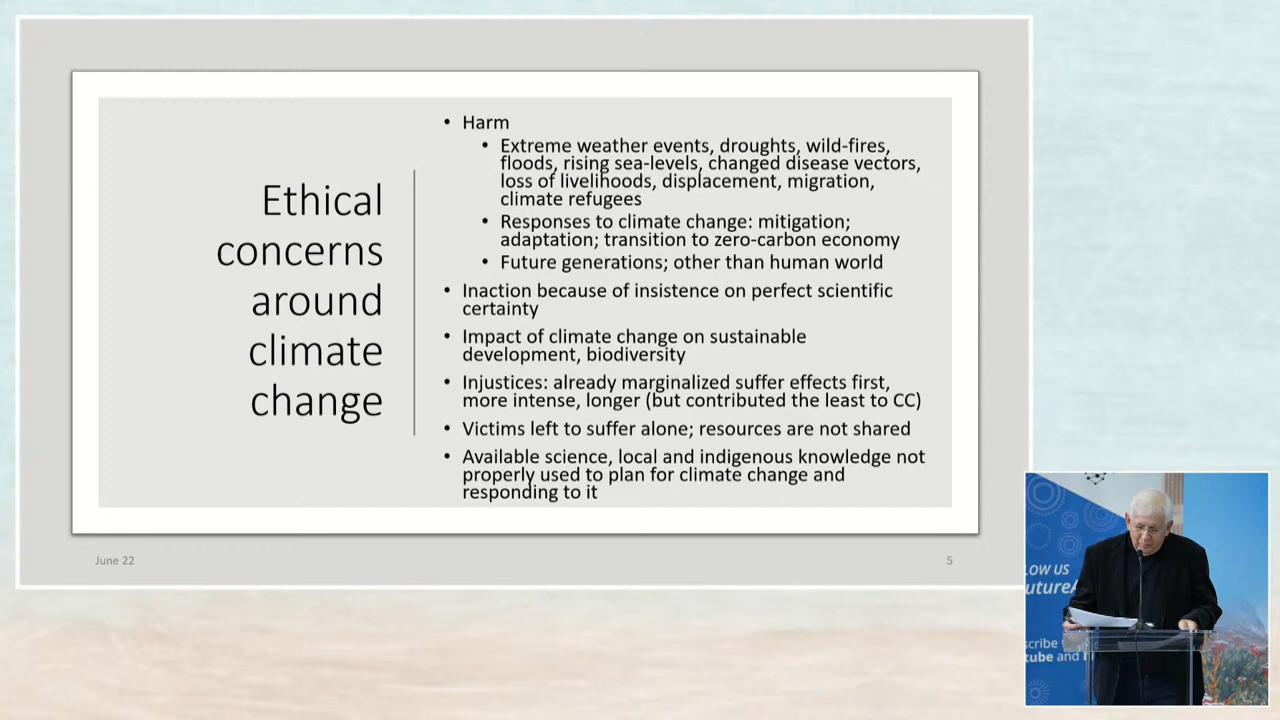 Ethical
concerns
around
climate
change
• Harm
• Extreme weather events, droughts, wild-fires,
floods, rising sea-levels, changed disease vectors,
loss of livelihoods, displacement, migration,
climate refugees
• Responses to climate change: mitigation;
adaptation; transition to zero-carbon economy
• Future generations; other than human world
• Inaction because of insistence on perfect scientific
certainty
• Impact of climate change on sustainable
development, biodiversity
• Injustices: already marginalized suffer effects first,
more intense, longer (but contributed the least to CC)
• Victims left to suffer alone; resources are not shared
• Available science, local and indigenous knowledge not
properly used to plan for climate change and
responding to it
June 22
5
LOW US
uture
scribe
tube and